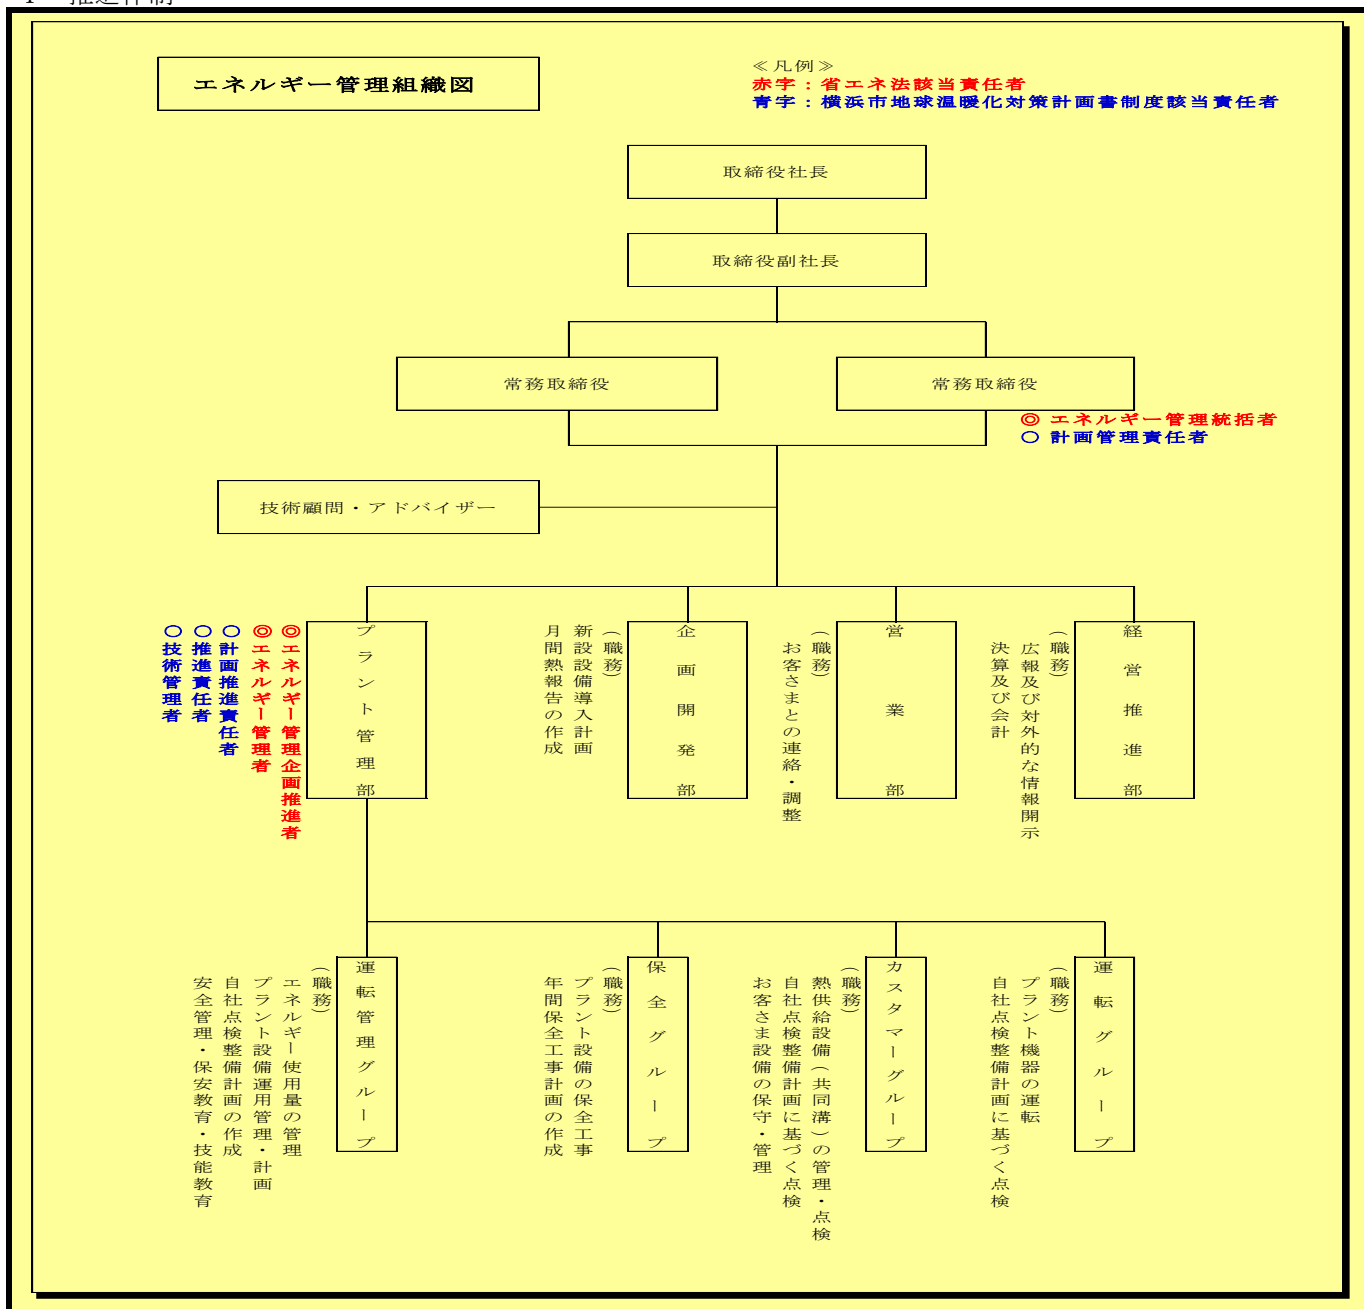 エネルギー管理組織図
≪凡例≫
赤字：省エネ法該当責任者
青字：横浜市地球温暖化対策計画書制度該当責任者
取締役社長
取締役副社長
常務取締役
常務取締役
◎ エネルギー管理統括者
○ 計画管理責任者
技術顧問・アドバイザー
プラント管理部
◎エネルギー管理企画推進者
◎エネルギー管理者
○計画推進責任者
○推進責任者
○技術管理者
企画開発部
（職務）
新設設備導入計画
月間熱報告の作成
営業部
（職務）
お客さまとの連絡・調整
経営推進部
（職務）
広報及び対外的な情報開示
決算及び会計
運転管理グループ
（職務）
エネルギー使用量の管理
プラント設備運用管理・計画
自社点検整備計画の作成
安全管理・保安教育・技能教育
保全グループ
（職務）
プラント設備の保全工事
年間保全工事計画の作成
カスタマーグループ
（職務）
熱供給設備（共同溝）の管理・点検
自社点検整備計画に基づく点検
お客さま設備の保守・管理
運転グループ
（職務）
プラント機器の運転
自社点検整備計画に基づく点検